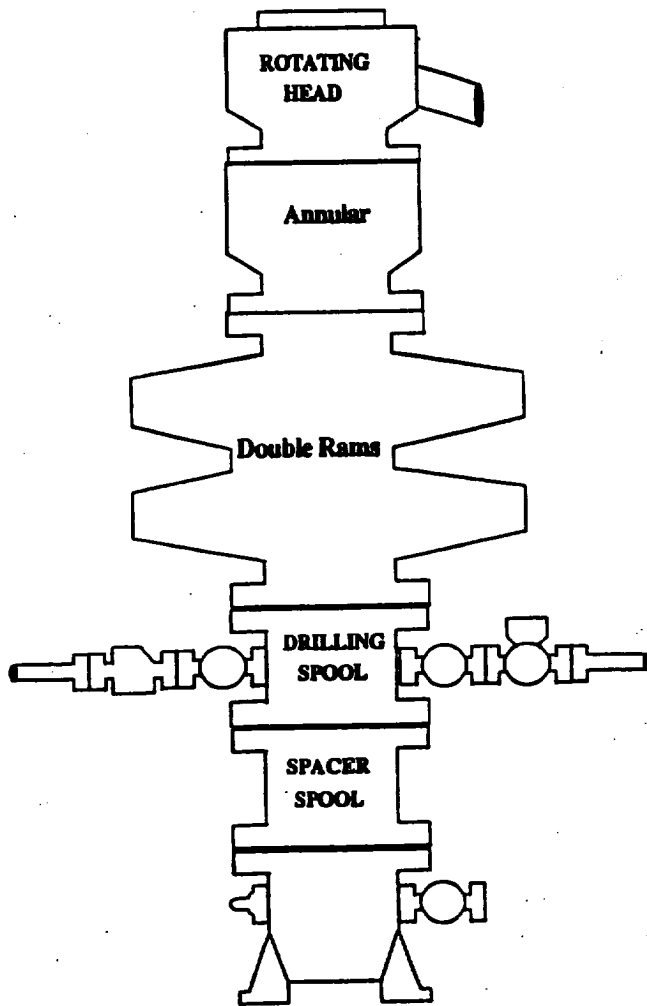 ROTATING
HEAD
Annular
Double Rams
DRILLING
SPOOL
SPACER
SPOOL